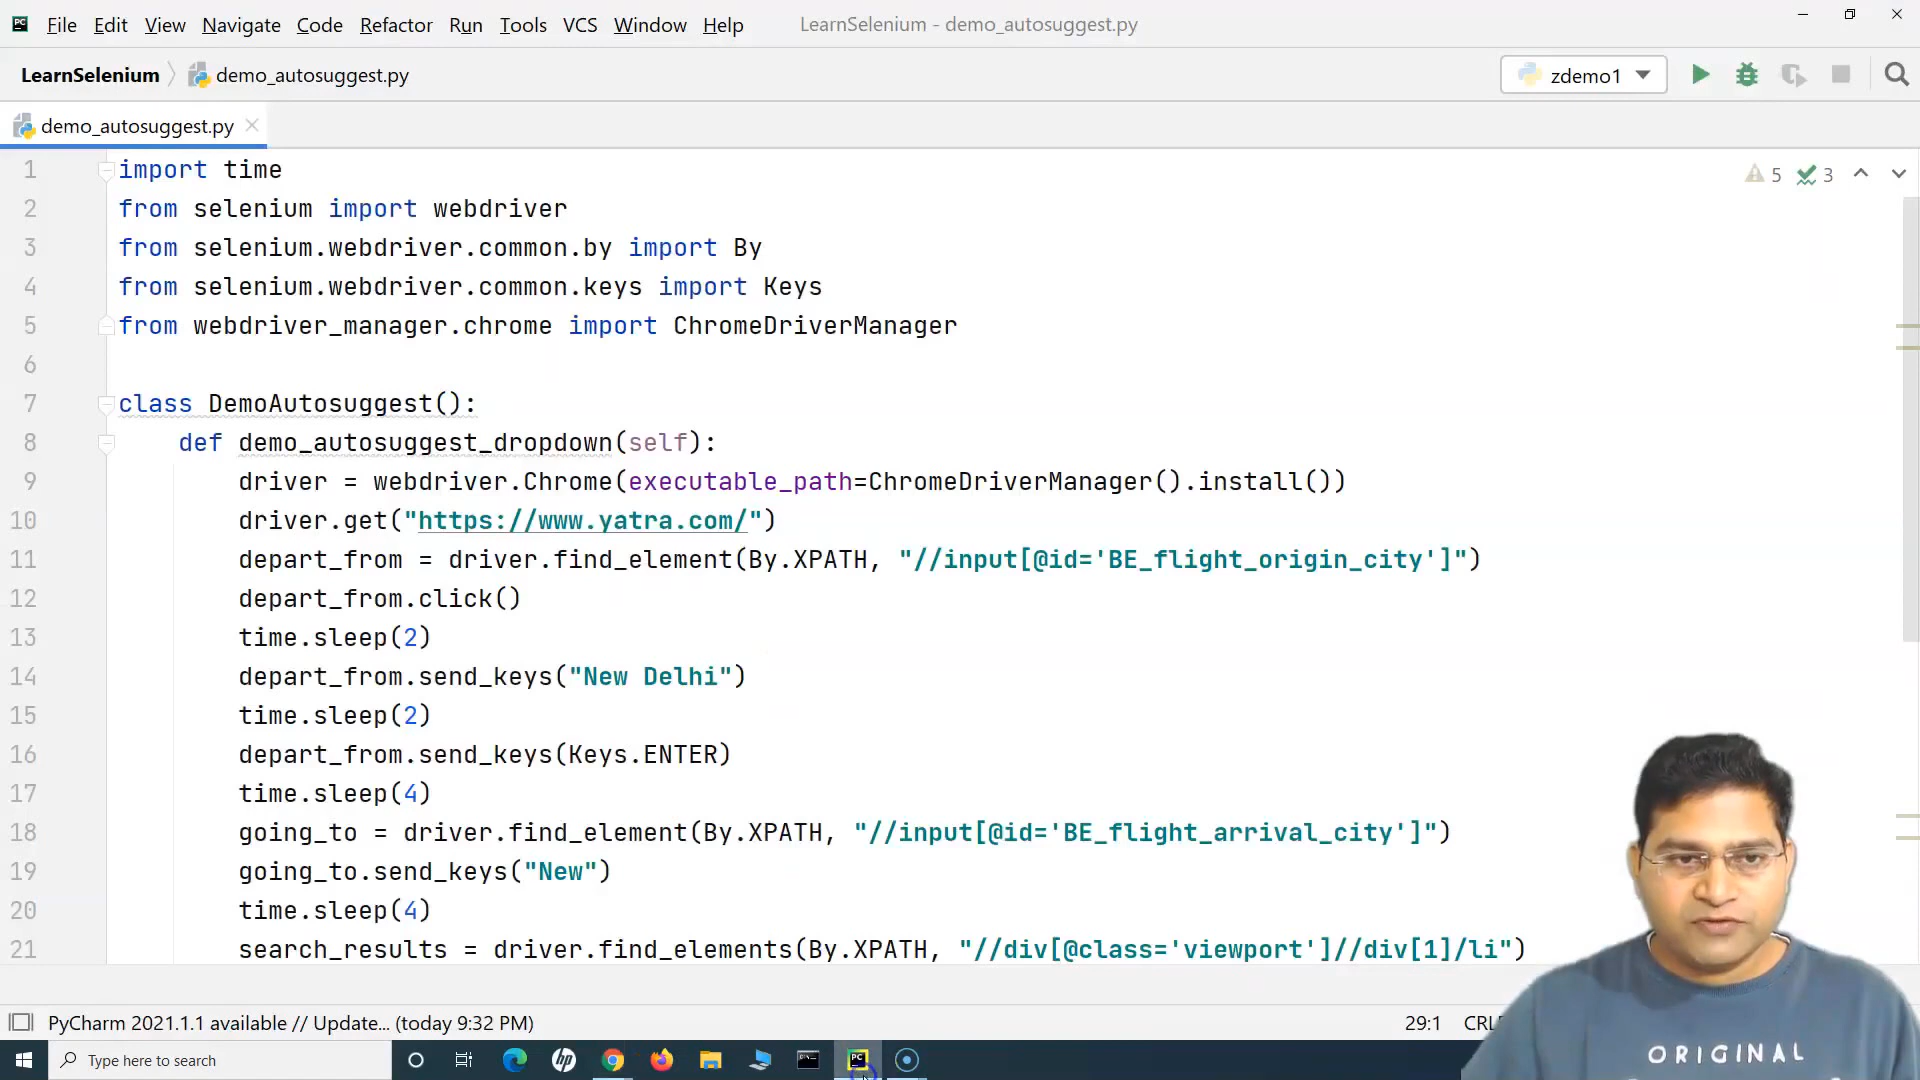 File Edit View Navigate Code Refactor Run Tools VCS Window Help LearnSelenium - demo_autosuggest.py
LearnSelenium demo_autosuggest.py zdemo1
demo_autosuggest.py
5 3
1 import time
2 from selenium import webdriver
3 from selenium.webdriver.common.by import By
4 from selenium.webdriver.common.keys import Keys
5 from webdriver_manager.chrome import ChromeDriverManager
6
7 class DemoAutosuggest():
8 def demo_autosuggest_dropdown(self):
9 driver = webdriver.Chrome(executable_path=ChromeDriverManager().install())
10 driver.get("https://www.yatra.com/")
11 depart_from = driver.find_element(By.XPATH, "//input[@id='BE_flight_origin_city']")
12 depart_from.click()
13 time.sleep(2)
14 depart_from.send_keys("New Delhi")
15 time.sleep(2)
16 depart_from.send_keys(Keys.ENTER)
17 time.sleep(4)
18 going_to = driver.find_element(By.XPATH, "//input[@id='BE_flight_arrival_city']")
19 going_to.send_keys("New")
20 time.sleep(4)
21 search_results = driver.find_elements(By.XPATH, "//div[@class='viewport']//div[1]/li")
PyCharm 2021.1.1 available // Update... (today 9:32 PM) 29:1 CRL
Type here to search
ORIGINAL